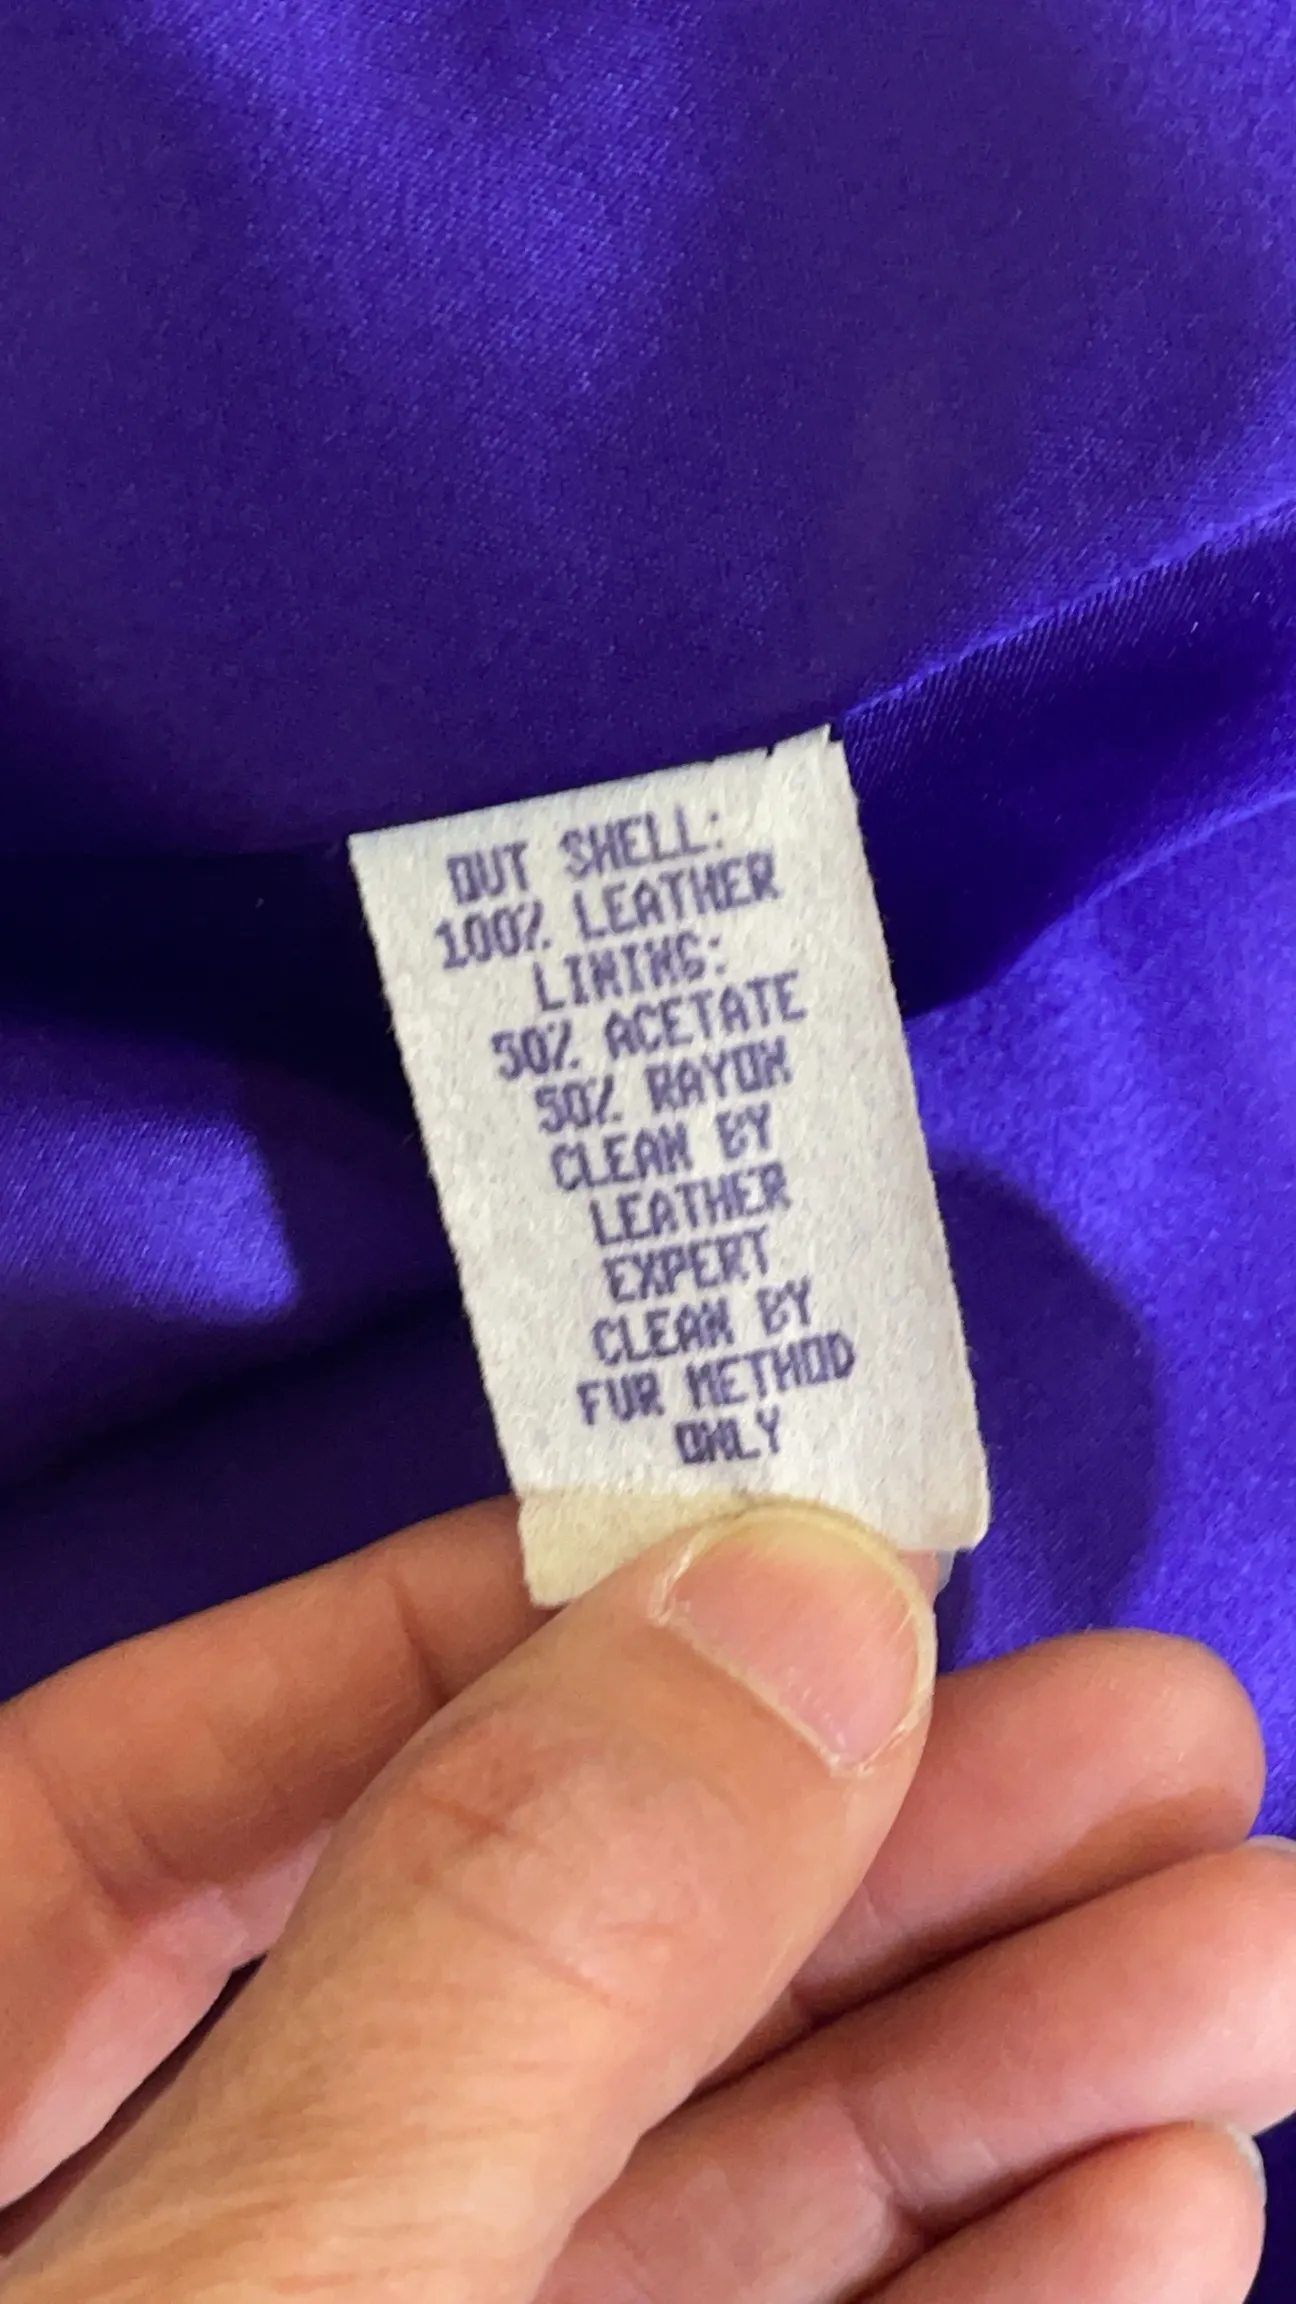 OUT SHELL:
100% LEATHER
LINING:
50% ACETATE
50% RAYON
CLEAN BY
LEATHER
EXPERT
CLEAN BY
FUR METHOD
ONLY